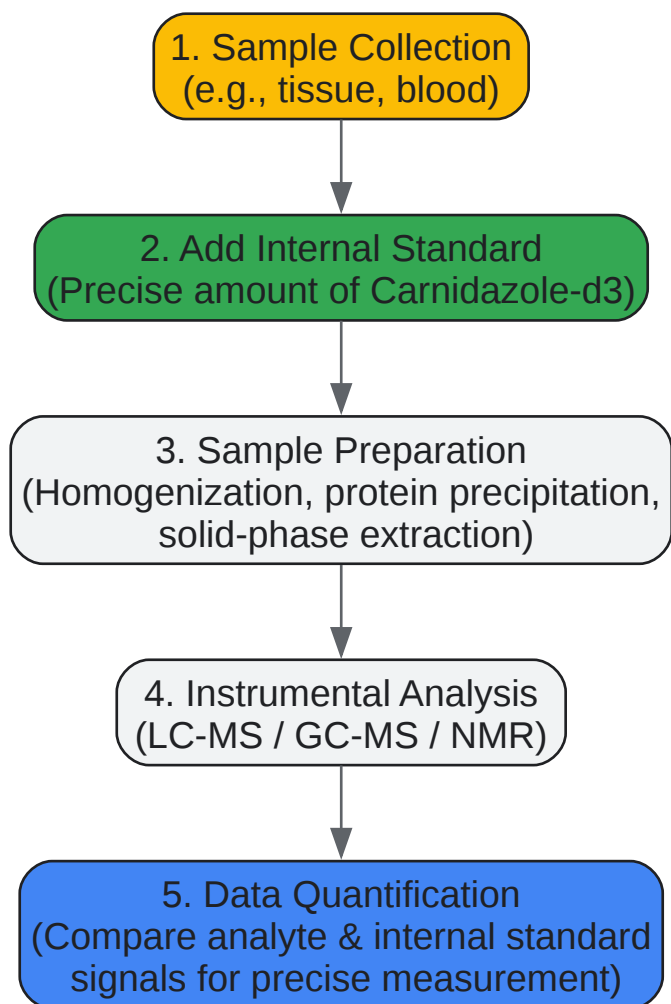 1. Sample Collection
(e.g., tissue, blood)
2. Add Internal Standard
(Precise amount of Carnidazole-d3)
3. Sample Preparation
(Homogenization, protein precipitation,
solid-phase extraction)
4. Instrumental Analysis
(LC-MS / GC-MS / NMR)
5. Data Quantification
(Compare analyte & internal standard
signals for precise measurement)